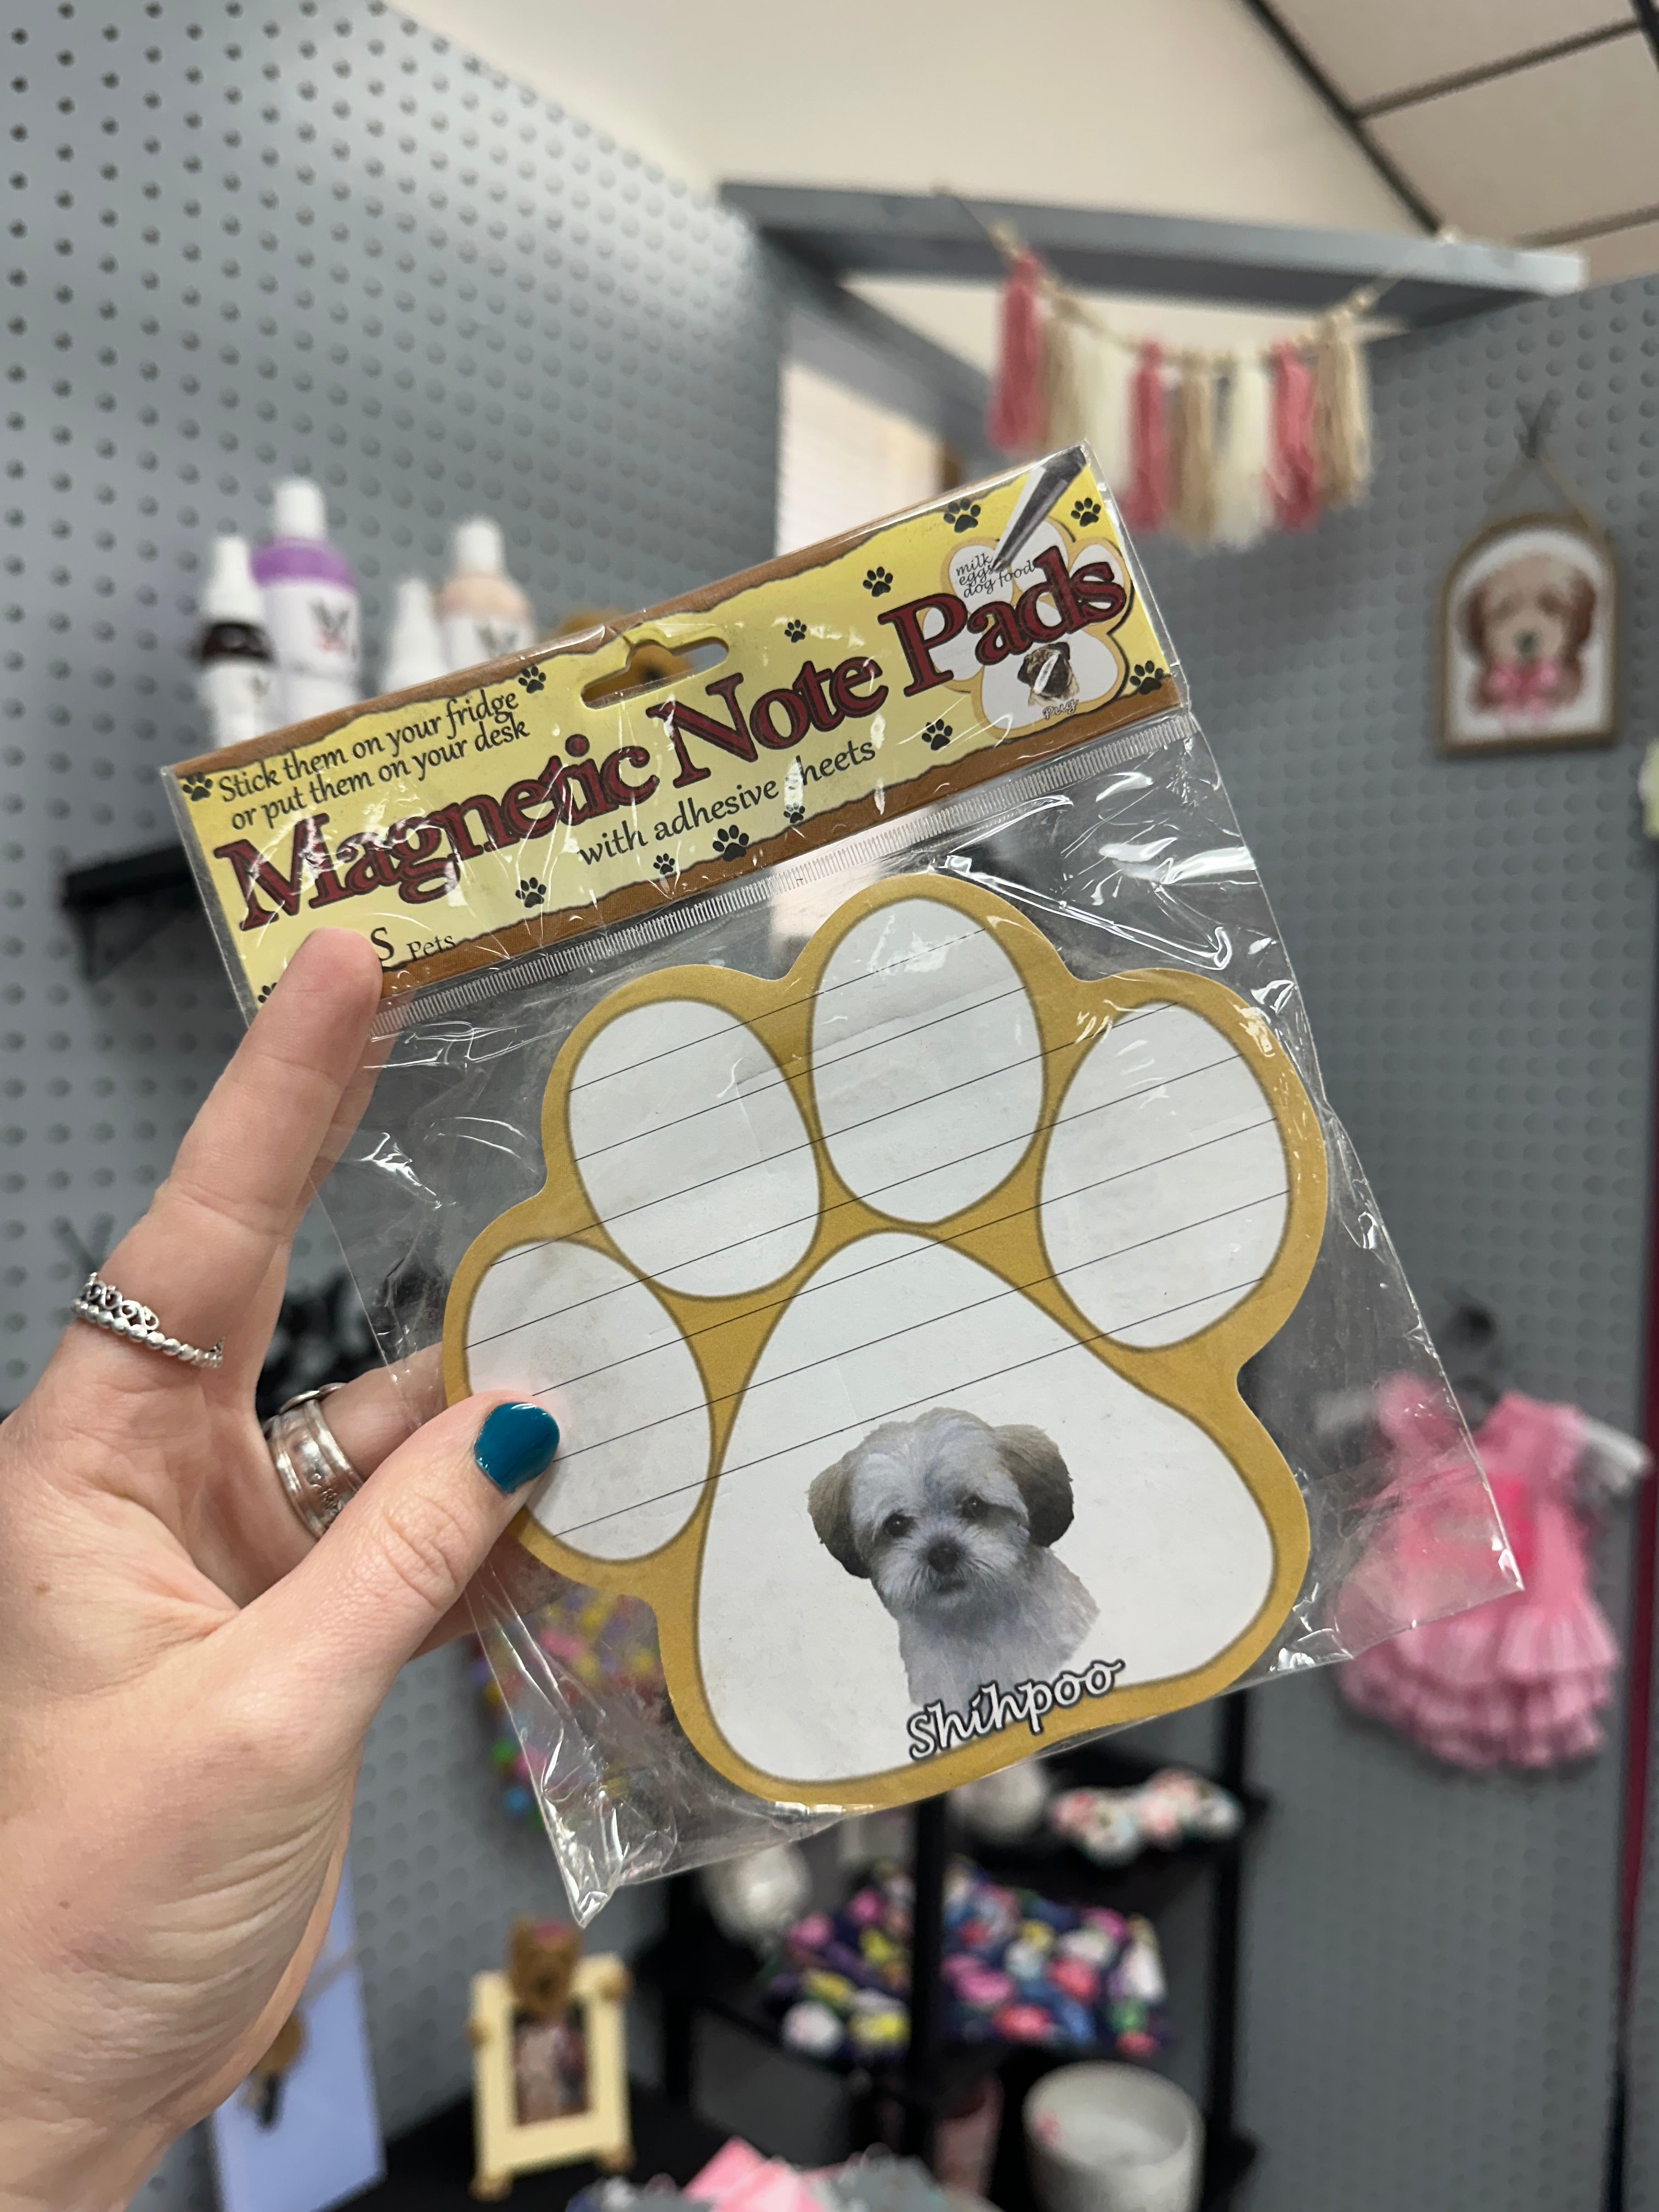 Stick them on your fridge
or put them on your desk
Magnetic Note Pads
with adhesive sheets
milk
eggs
dog food
Pug
S Pets
Shihpoo